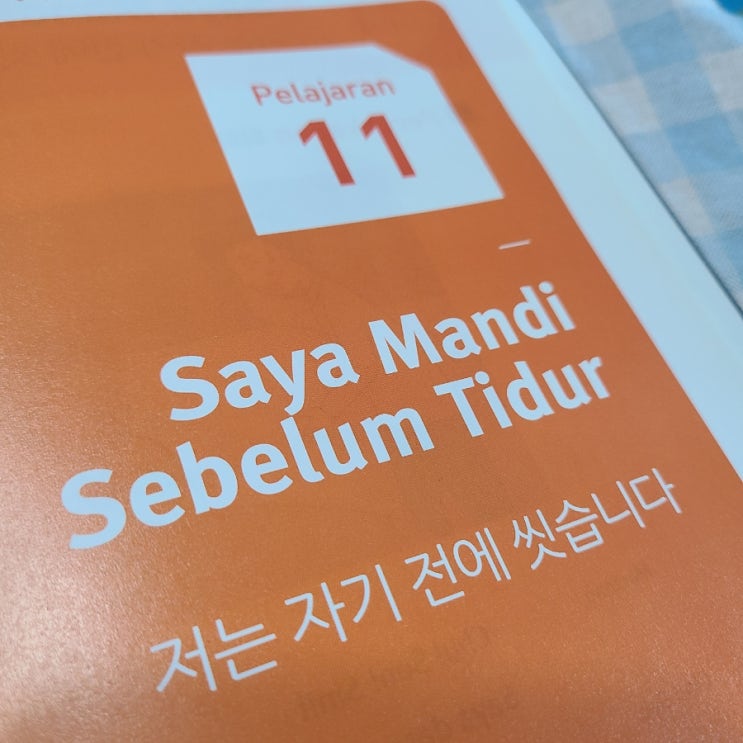 Pelajaran
11
Saya Mandi
Sebelum Tidur
저는 자기 전에 씻습니다